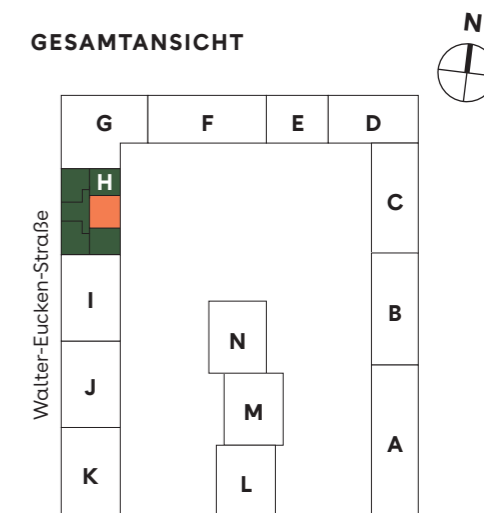 N
GESAMTANSICHT
G F E D
H
C
Walter-Eucken-Straße
I
B
N
J
M
A
K
L